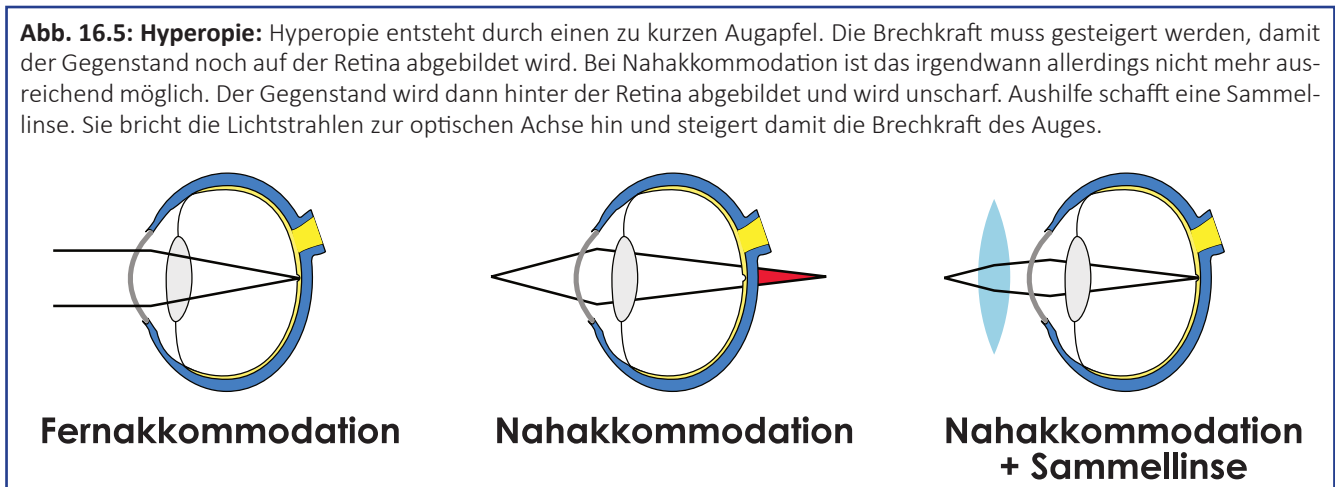 Abb. 16.5: Hyperopie: Hyperopie entsteht durch einen zu kurzen Augapfel. Die Brechkraft muss gesteigert werden, damit
der Gegenstand noch auf der Retina abgebildet wird. Bei Nahakkommodation ist das irgendwann allerdings nicht mehr aus-
reichend möglich. Der Gegenstand wird dann hinter der Retina abgebildet und wird unscharf. Aushilfe schafft eine Sammel-
linse. Sie bricht die Lichtstrahlen zur optischen Achse hin und steigert damit die Brechkraft des Auges.
Fernakkommodation
Nahakkommodation
Nahakkommodation
+ Sammellinse